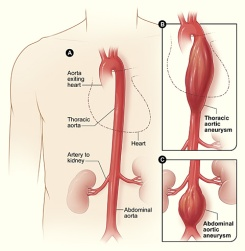 A
Aorta
exiting
heart
Thoracic
aorta
Heart
Artery to
kidney
Abdominal
aorta
B
Thoracic
aortic
aneurysm
C
Abdominal
aortic
aneurysm